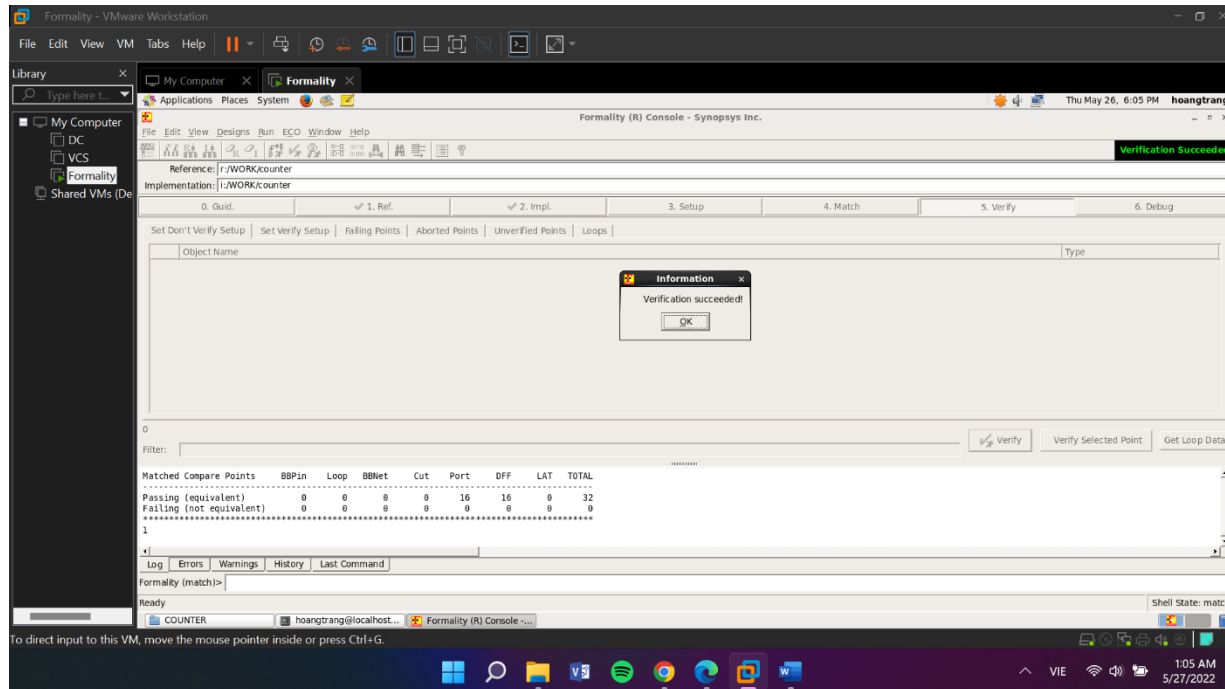 Formality - VMware Workstation
File Edit View VM Tabs Help
Library
Type here t...
My Computer
DC
VCS
Formality
Shared VMs (De
My Computer Formality
Applications Places System Thu May 26, 6:05 PM hoangtrang
Formality (R) Console - Synopsys Inc.
File Edit View Designs Run ECO Window Help
Verification Succeede
Reference: r:/WORK/counter
Implementation: i:/WORK/counter
0. Guid. 1. Ref. 2. Impl. 3. Setup 4. Match 5. Verify 6. Debug
Set Don't Verify Setup Set Verify Setup Failing Points Aborted Points Unverified Points Loops
Object Name Type
Information
Verification succeeded!
OK
0
Filter:
Verify Verify Selected Point Get Loop Data
Matched Compare Points BBPin Loop BBNet Cut Port DFF LAT TOTAL
Passing (equivalent) 0 0 0 0 16 16 0 32
Failing (not equivalent) 0 0 0 0 0 0 0 0
1
Log Errors Warnings History Last Command
Formality (match)>
Ready Shell State: matc
COUNTER hoangtrang@localhost... Formality (R) Console -...
To direct input to this VM, move the mouse pointer inside or press Ctrl+G.
VIE 1:05 AM
5/27/2022